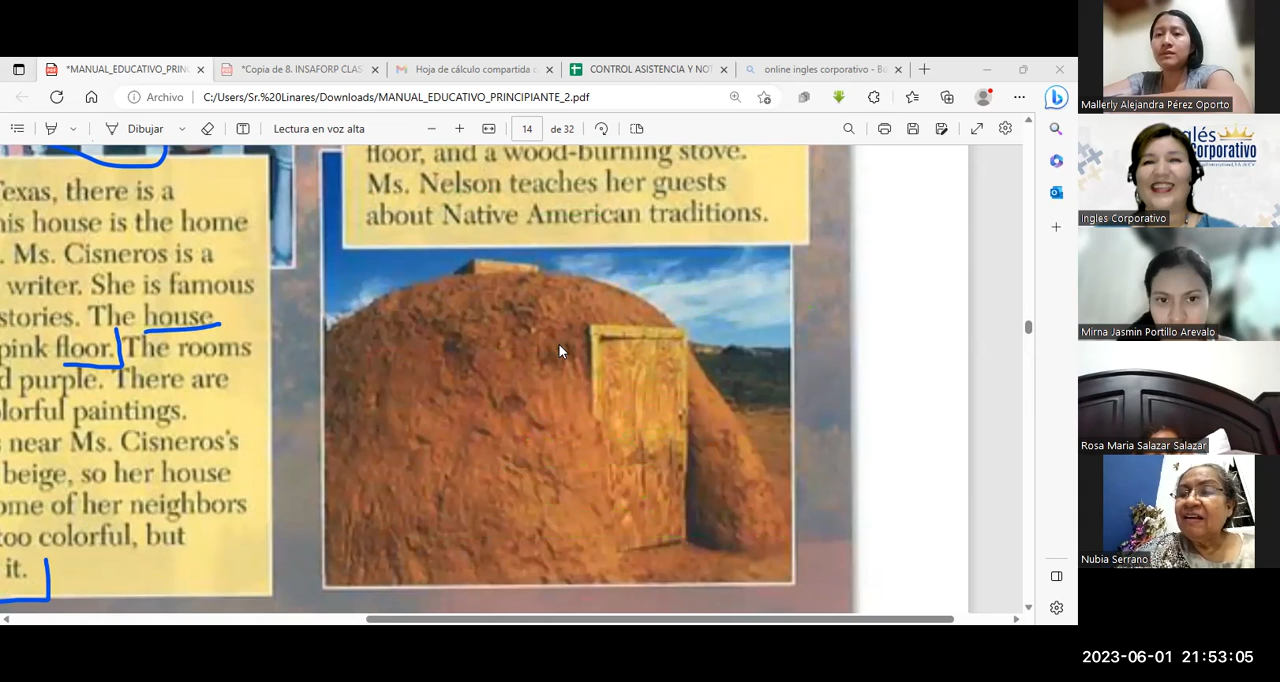 *MANUAL_EDUCATIVO_PRIN
*Copia de 8. INSAFORP CLAS
Hoja de cálculo compartida c
CONTROL ASISTENCIA Y NOT
online ingles corporativo - Bú
Archivo
C:/Users/Sr.%20Linares/Downloads/MANUAL_EDUCATIVO_PRINCIPIANTE_2.pdf
Dibujar
Lectura en voz alta
14 de 32
floor, and a wood-burning stove.
Ms. Nelson teaches her guests
about Native American traditions.
Texas, there is a
his house is the home
. Ms. Cisneros is a
writer. She is famous
stories. The house
pink floor. The rooms
d purple. There are
lorful paintings.
s near Ms. Cisneros's
beige, so her house
ome of her neighbors
too colorful, but
it.
Mallerly Alejandra Pérez Oporto
glés
Corporativo
Ingles Corporativo
Mirna Jasmin Portillo Arevalo
Rosa Maria Salazar Salazar
Nubia Serrano
2023-06-01 21:53:05